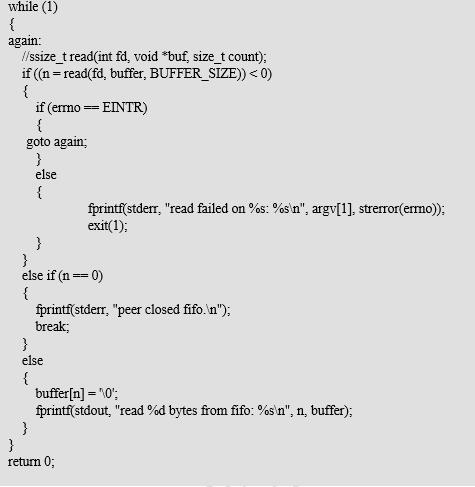 while (1)
{
again:
//ssize_t read(int fd, void *buf, size_t count);
if ((n = read(fd, buffer, BUFFER_SIZE)) < 0)
{
if (errno == EINTR)
{
goto again;
}
else
{
fprintf(stderr, "read failed on %s: %s\n", argv[1], strerror(errno));
exit(1);
}
}
else if (n == 0)
{
fprintf(stderr, "peer closed fifo.\n");
break;
}
else
{
buffer[n] = '\0';
fprintf(stdout, "read %d bytes from fifo: %s\n", n, buffer);
}
}
return 0;